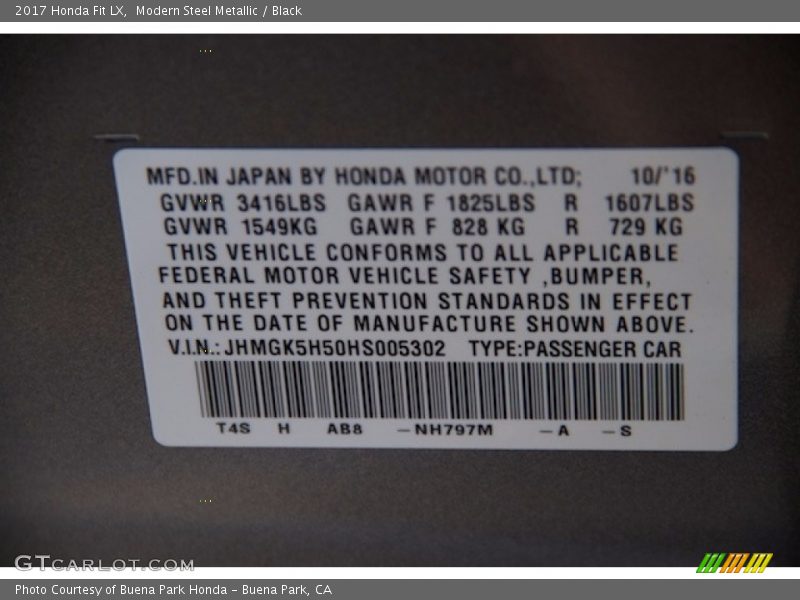 2017 Honda Fit LX,  Modern Steel Metallic / Black
MFD.IN JAPAN BY HONDA MOTOR CO.,LTD; 10/'16
GVWR 3416LBS GAWR F 1825LBS R 1607LBS
GVWR 1549KG GAWR F 828 KG R 729 KG
THIS VEHICLE CONFORMS TO ALL APPLICABLE
FEDERAL MOTOR VEHICLE SAFETY ,BUMPER,
AND THEFT PREVENTION STANDARDS IN EFFECT
ON THE DATE OF MANUFACTURE SHOWN ABOVE.
V.I.N.: JHMGK5H50HS005302 TYPE:PASSENGER CAR
T4S H AB8 –NH797M –A –S
GTCARLOT.COM
Photo Courtesy of Buena Park Honda – Buena Park, CA